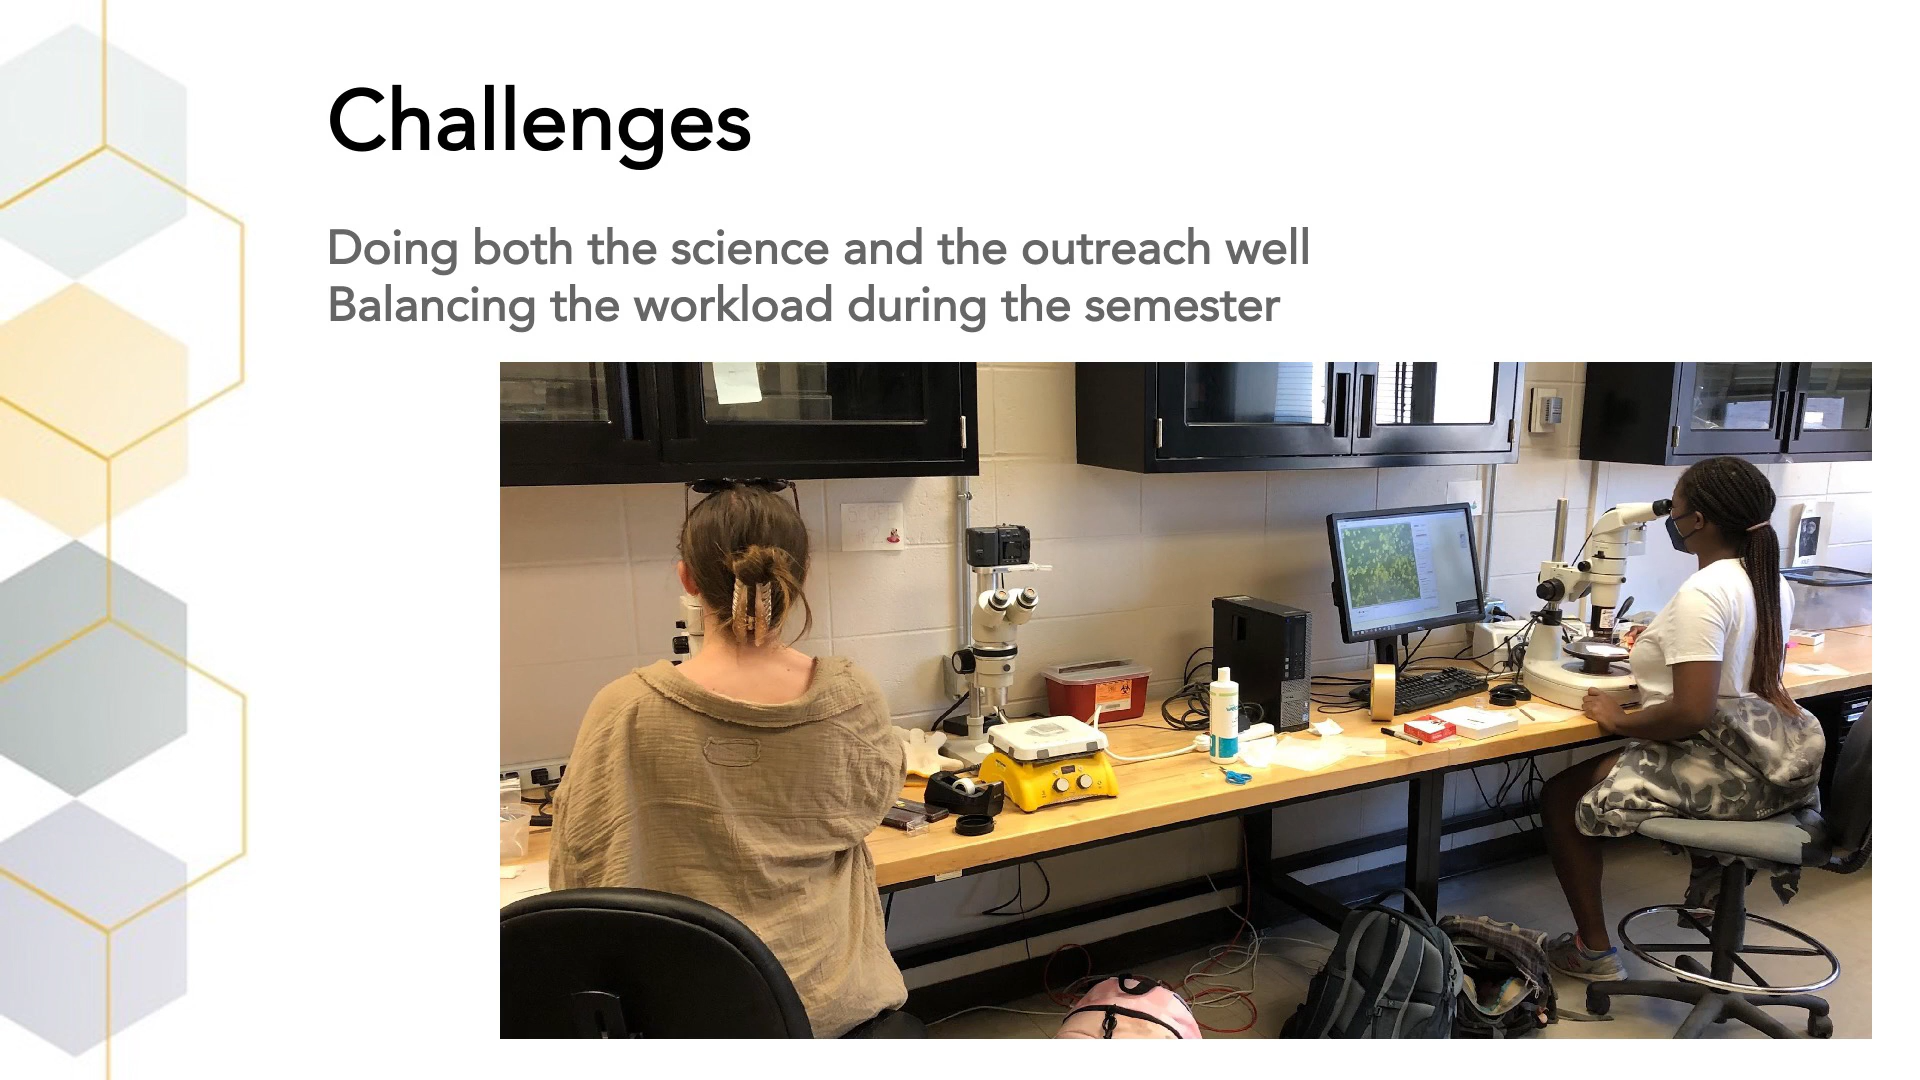 Challenges
Doing both the science and the outreach well
Balancing the workload during the semester